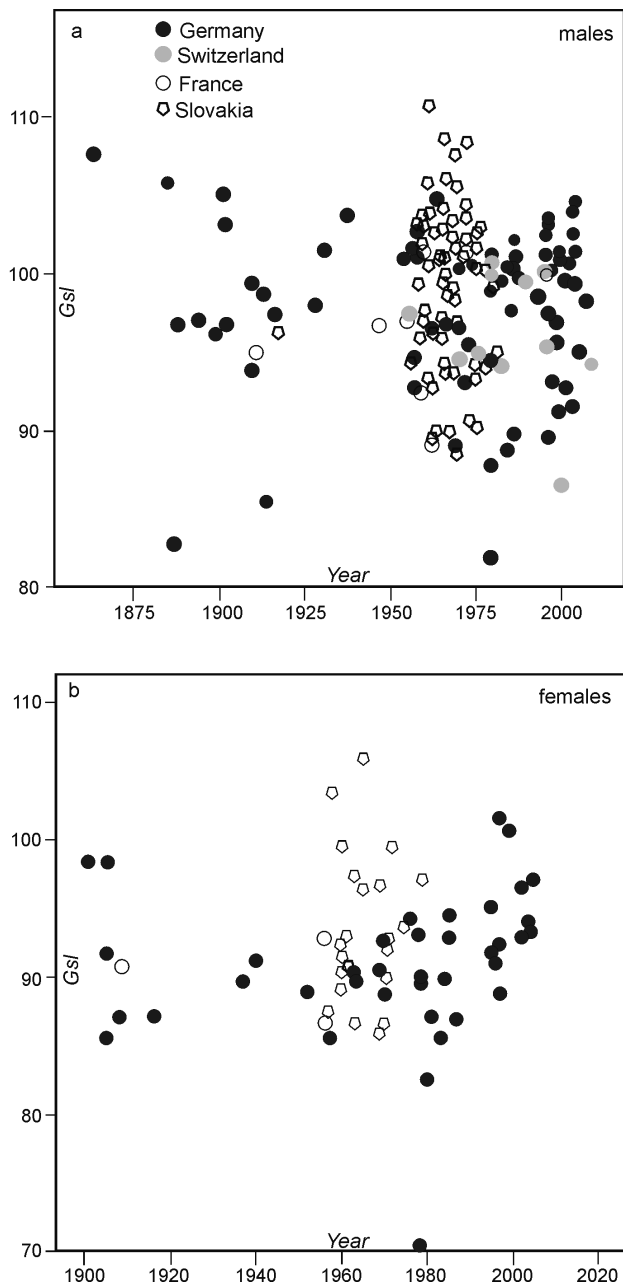 a
males
Germany
Switzerland
France
Slovakia
110
100
90
80
Gsl
Year
1875 1900 1925 1950 1975 2000
b
females
110
100
90
80
70
Gsl
Year
1900 1920 1940 1960 1980 2000 2020